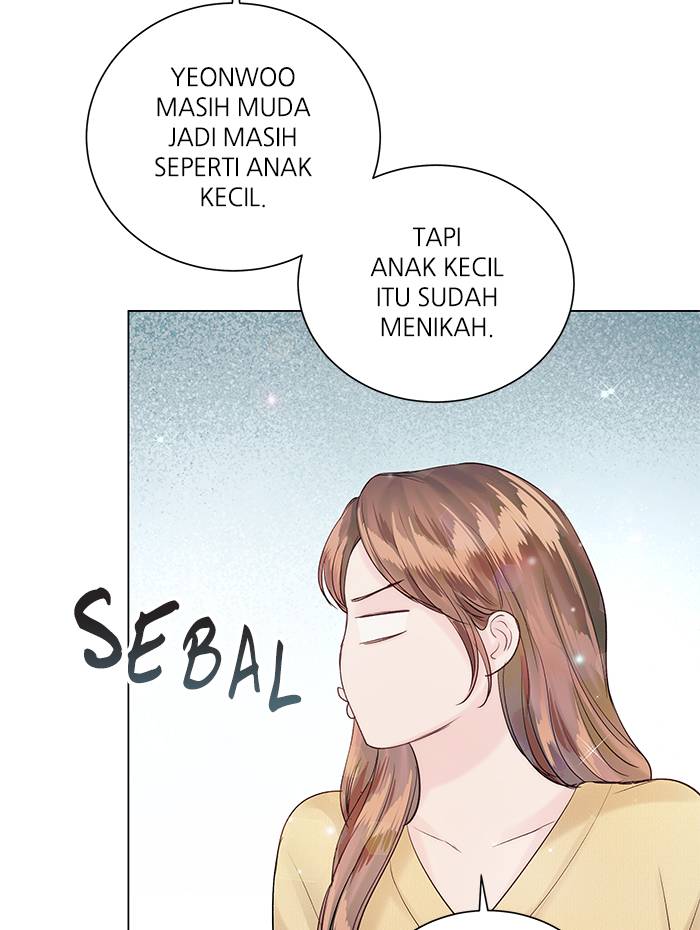 YEONWOO
MASIH MUDA
JADI MASIH
SEPERTI ANAK
KECIL.
TAPI
ANAK KECIL
ITU SUDAH
MENIKAH.
SEBAL